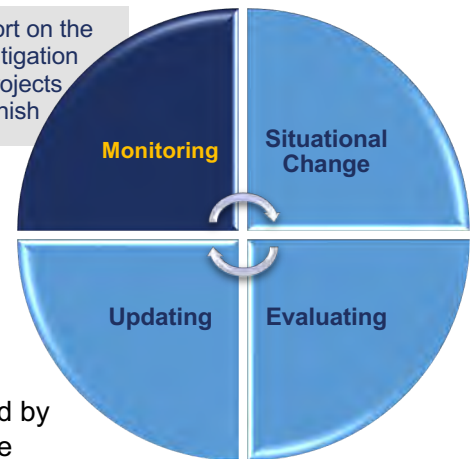 ort on the
tigation
ojects
nish
Monitoring
Situational
Change
Updating
Evaluating
d by
e